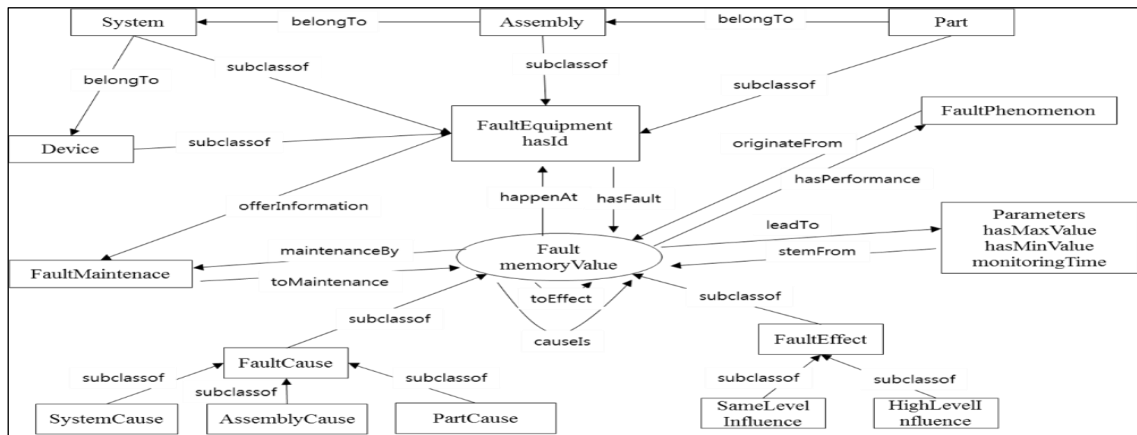 System
belongTo
Assembly
belongTo
Part
belongTo
subclassof
subclassof
subclassof
Device
subclassof
FaultEquipment
hasId
FaultPhenomenon
originateFrom
hasPerformance
happenAt
hasFault
offerInformation
leadTo
Parameters
hasMaxValue
hasMinValue
monitoringTime
stemFrom
maintenanceBy
FaultMaintenace
toMaintenance
Fault
memoryValue
toEffect
causeIs
subclassof
subclassof
FaultCause
FaultEffect
subclassof
subclassof
subclassof
subclassof
subclassof
SystemCause
AssemblyCause
PartCause
SameLevel
Influence
HighLevelI
nfluence